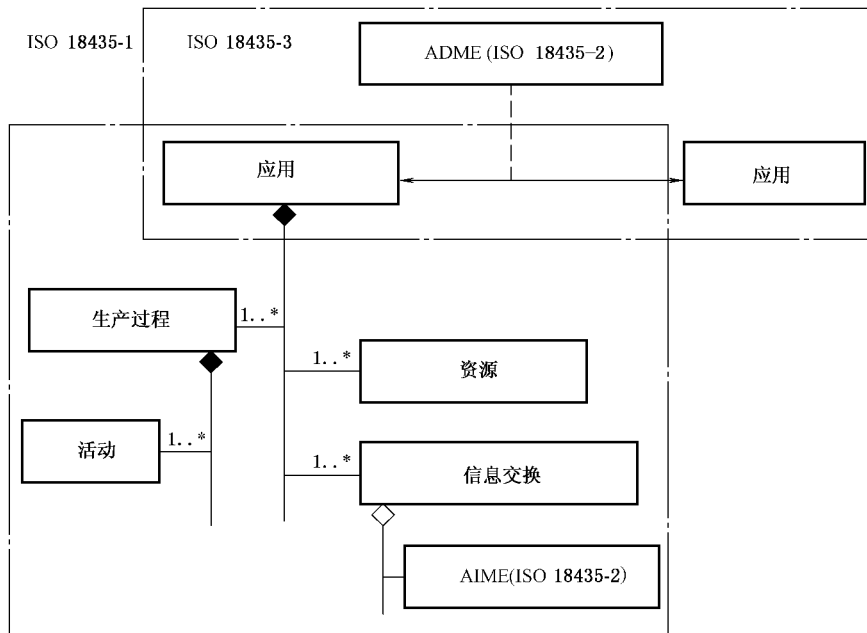 ISO 18435-1
ISO 18435-3
ADME (ISO 18435-2)
应用
应用
生产过程
1..*
1..*
资源
活动
1..*
1..*
信息交换
AIME(ISO 18435-2)